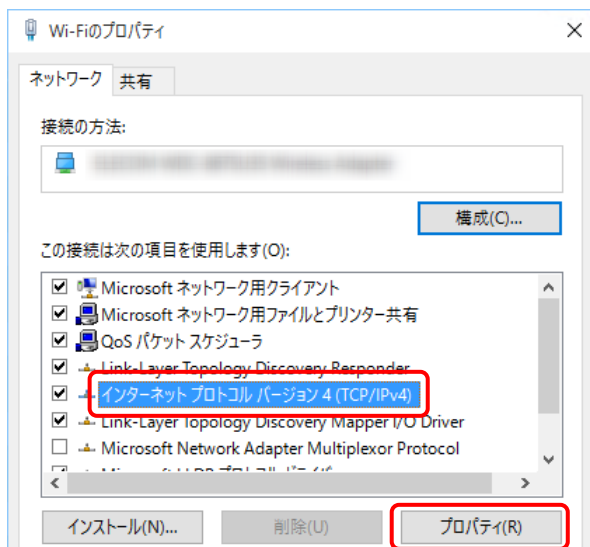 Wi-Fiのプロパティ
ネットワーク 共有
接続の方法:
構成(C)...
この接続は次の項目を使用します(O):
Microsoft ネットワーク用クライアント
Microsoft ネットワーク用ファイルとプリンター共有
QoS パケット スケジューラ
Link-Layer Topology Discovery Responder
インターネット プロトコル バージョン 4 (TCP/IPv4)
Link-Layer Topology Discovery Mapper I/O Driver
Microsoft Network Adapter Multiplexor Protocol
インストール(N)... 削除(U) プロパティ(R)